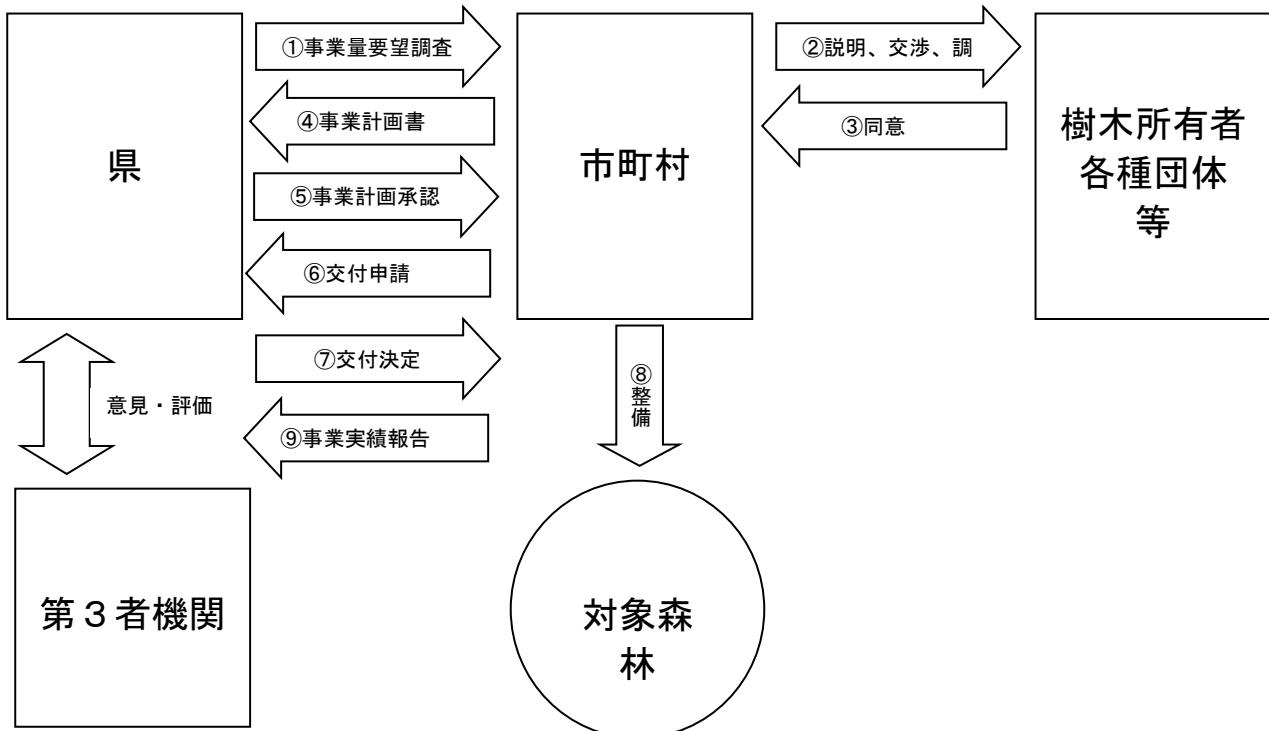 ①事業量要望調査
②説明、交渉、調
④事業計画書
③同意
県
市町村
樹木所有者
各種団体
等
⑤事業計画承認
⑥交付申請
⑦交付決定
⑧整備
意見・評価
⑨事業実績報告
第３者機関
対象森
林